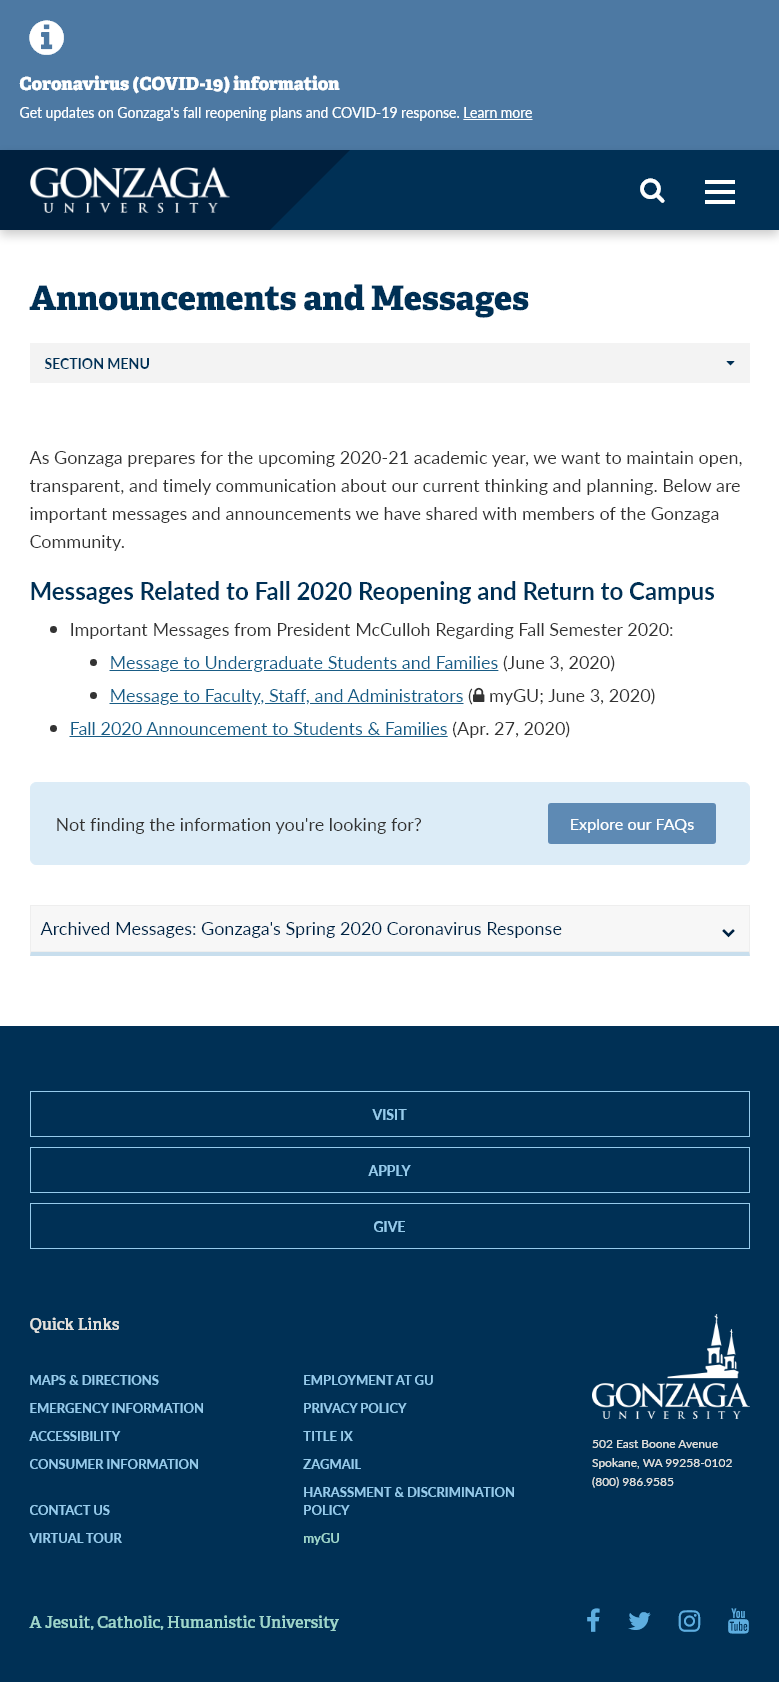 Coronavirus (COVID-19) information
Get updates on Gonzaga's fall reopening plans and COVID-19 response. Learn more
GONZAGA
UNIVERSITY
Announcements and Messages
SECTION MENU
As Gonzaga prepares for the upcoming 2020-21 academic year, we want to maintain open,
transparent, and timely communication about our current thinking and planning. Below are
important messages and announcements we have shared with members of the Gonzaga
Community.
Messages Related to Fall 2020 Reopening and Return to Campus
Important Messages from President McCulloh Regarding Fall Semester 2020:
Message to Undergraduate Students and Families (June 3, 2020)
Message to Faculty, Staff, and Administrators ( myGU; June 3, 2020)
Fall 2020 Announcement to Students & Families (Apr. 27, 2020)
Not finding the information you're looking for?
Explore our FAQs
Archived Messages: Gonzaga's Spring 2020 Coronavirus Response
VISIT
APPLY
GIVE
Quick Links
MAPS & DIRECTIONS
EMERGENCY INFORMATION
ACCESSIBILITY
CONSUMER INFORMATION
CONTACT US
VIRTUAL TOUR
EMPLOYMENT AT GU
PRIVACY POLICY
TITLE IX
ZAGMAIL
HARASSMENT & DISCRIMINATION
POLICY
myGU
GONZAGA
UNIVERSITY
502 East Boone Avenue
Spokane, WA 99258-0102
(800) 986.9585
A Jesuit, Catholic, Humanistic University
You
Tube